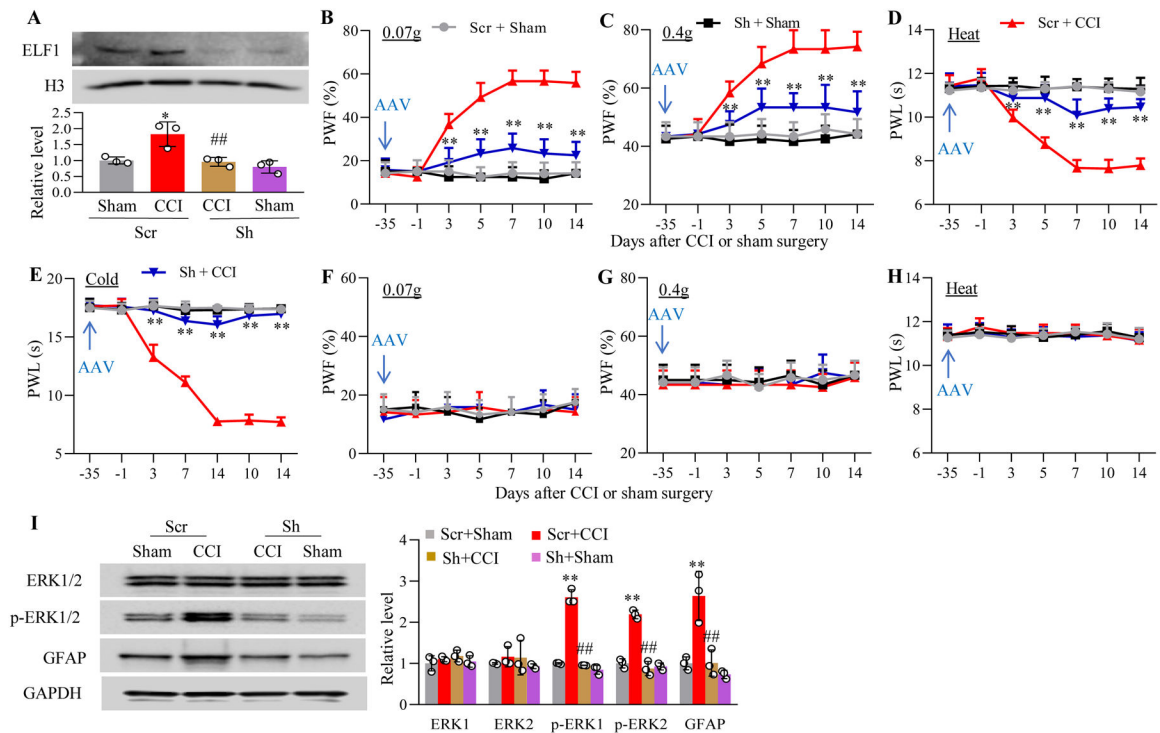 A
ELF1
H3
Relative level
2.5
2.0
1.5
1.0
0.5
0.0
*
##
Sham CCI CCI Sham
Scr Sh
B
0.07g
Scr + Sham
AAV
PWF (%)
80
60
40
20
0
** ** ** ** **
-35 -1 3 5 7 10 14
C
0.4g
Sh + Sham
AAV
PWF (%)
80
60
40
20
** ** ** ** **
-35 -1 3 5 7 10 14
D
Heat
Scr + CCI
AAV
PWL (s)
14
12
10
8
6
** ** ** ** **
-35 -1 3 5 7 10 14
Days after CCI or sham surgery
E
Cold
Sh + CCI
AAV
PWL (s)
20
15
10
5
** ** ** ** **
-35 -1 3 7 14 10 14
F
0.07g
AAV
PWF (%)
60
40
20
0
-35 -1 3 5 7 10 14
G
0.4g
AAV
PWF (%)
80
60
40
20
-35 -1 3 5 7 10 14
H
Heat
AAV
PWL (s)
14
12
10
8
6
-35 -1 3 5 7 10 14
Days after CCI or sham surgery
I
Scr Sh
Sham CCI CCI Sham
ERK1/2
p-ERK1/2
GFAP
GAPDH
Scr+Sham Scr+CCI
Sh+CCI Sh+Sham
Relative level
4
3
2
1
0
** ** **
## ## ##
ERK1 ERK2 p-ERK1 p-ERK2 GFAP